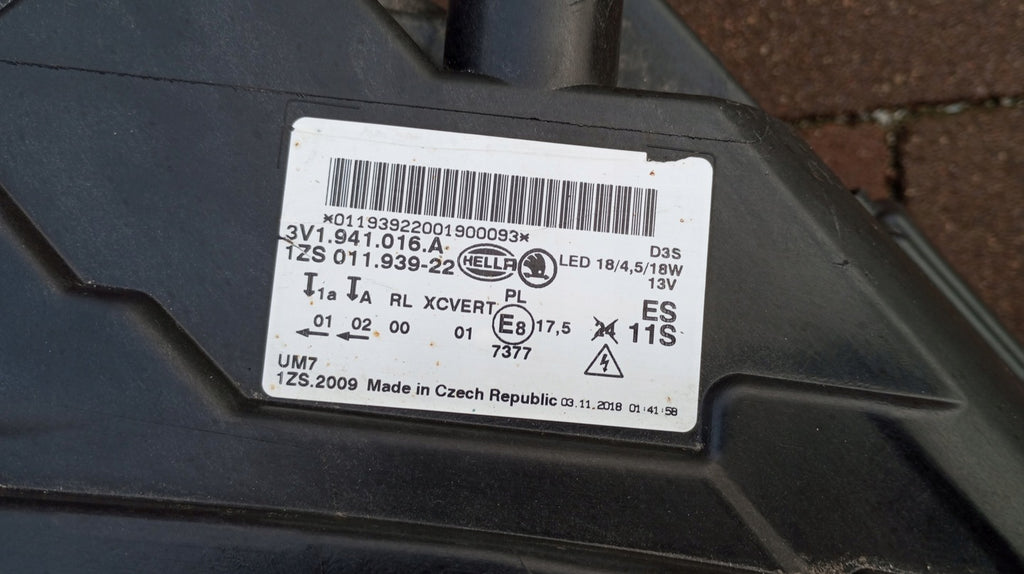 *01193922001900093*
3V1.941.016.A
1ZS 011.939-22
HELLA
D3S
LED 18/4,5/18W
13V
1a A RL XCVERT PL
01 02 00 01 E8 17,5
7377
24
ES
11S
UM7
1ZS.2009 Made in Czech Republic 03.11.2018 01:41:58